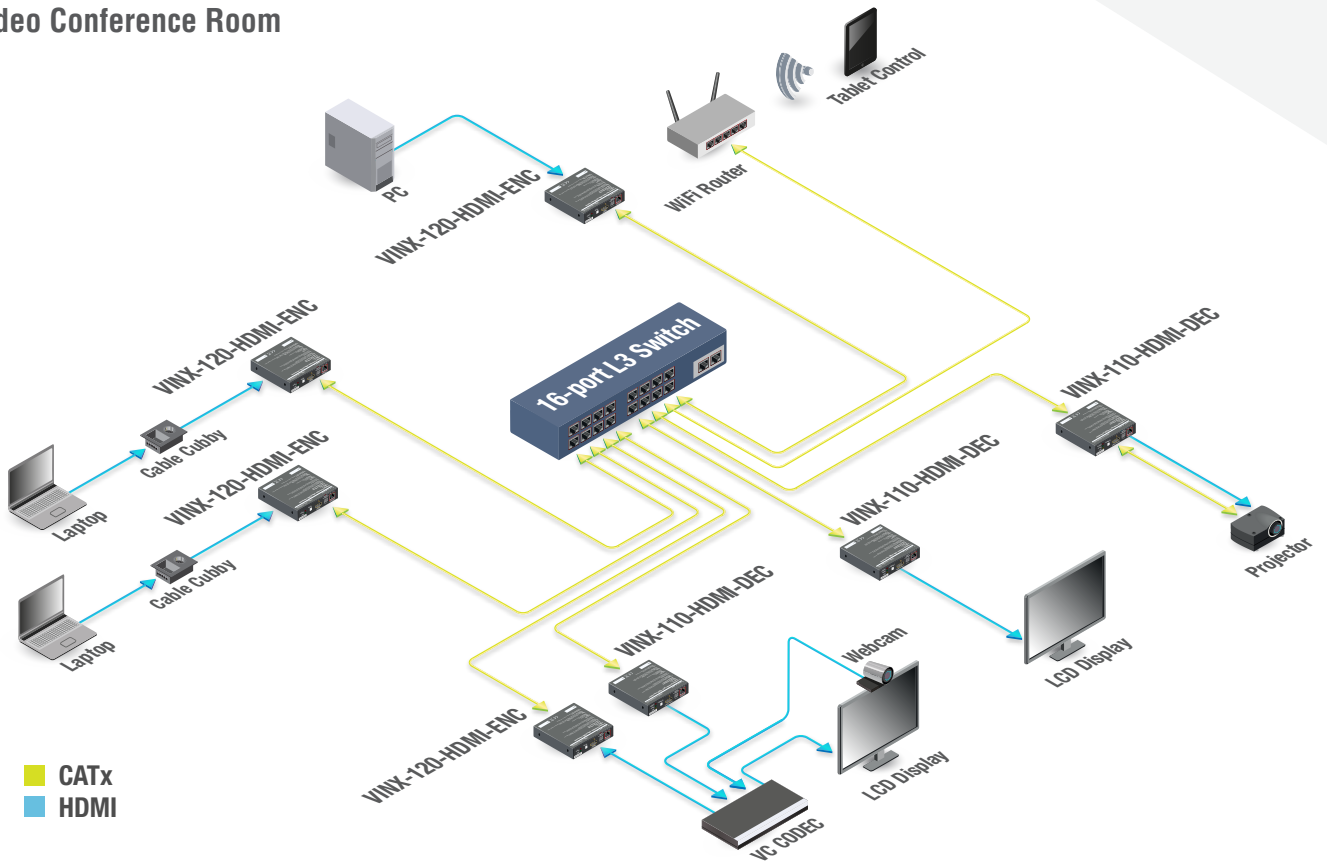 deo Conference Room
Tablet Control
WiFi Router
PC
VINX-120-HDMI-ENC
16-port L3 Switch
VINX-120-HDMI-ENC
Cable Cubby
Laptop
VINX-120-HDMI-ENC
Cable Cubby
Laptop
VINX-110-HDMI-DEC
Projector
VINX-110-HDMI-DEC
LCD Display
VINX-110-HDMI-DEC
Webcam
LCD Display
VINX-120-HDMI-ENC
VC CODEC
CATx
HDMI